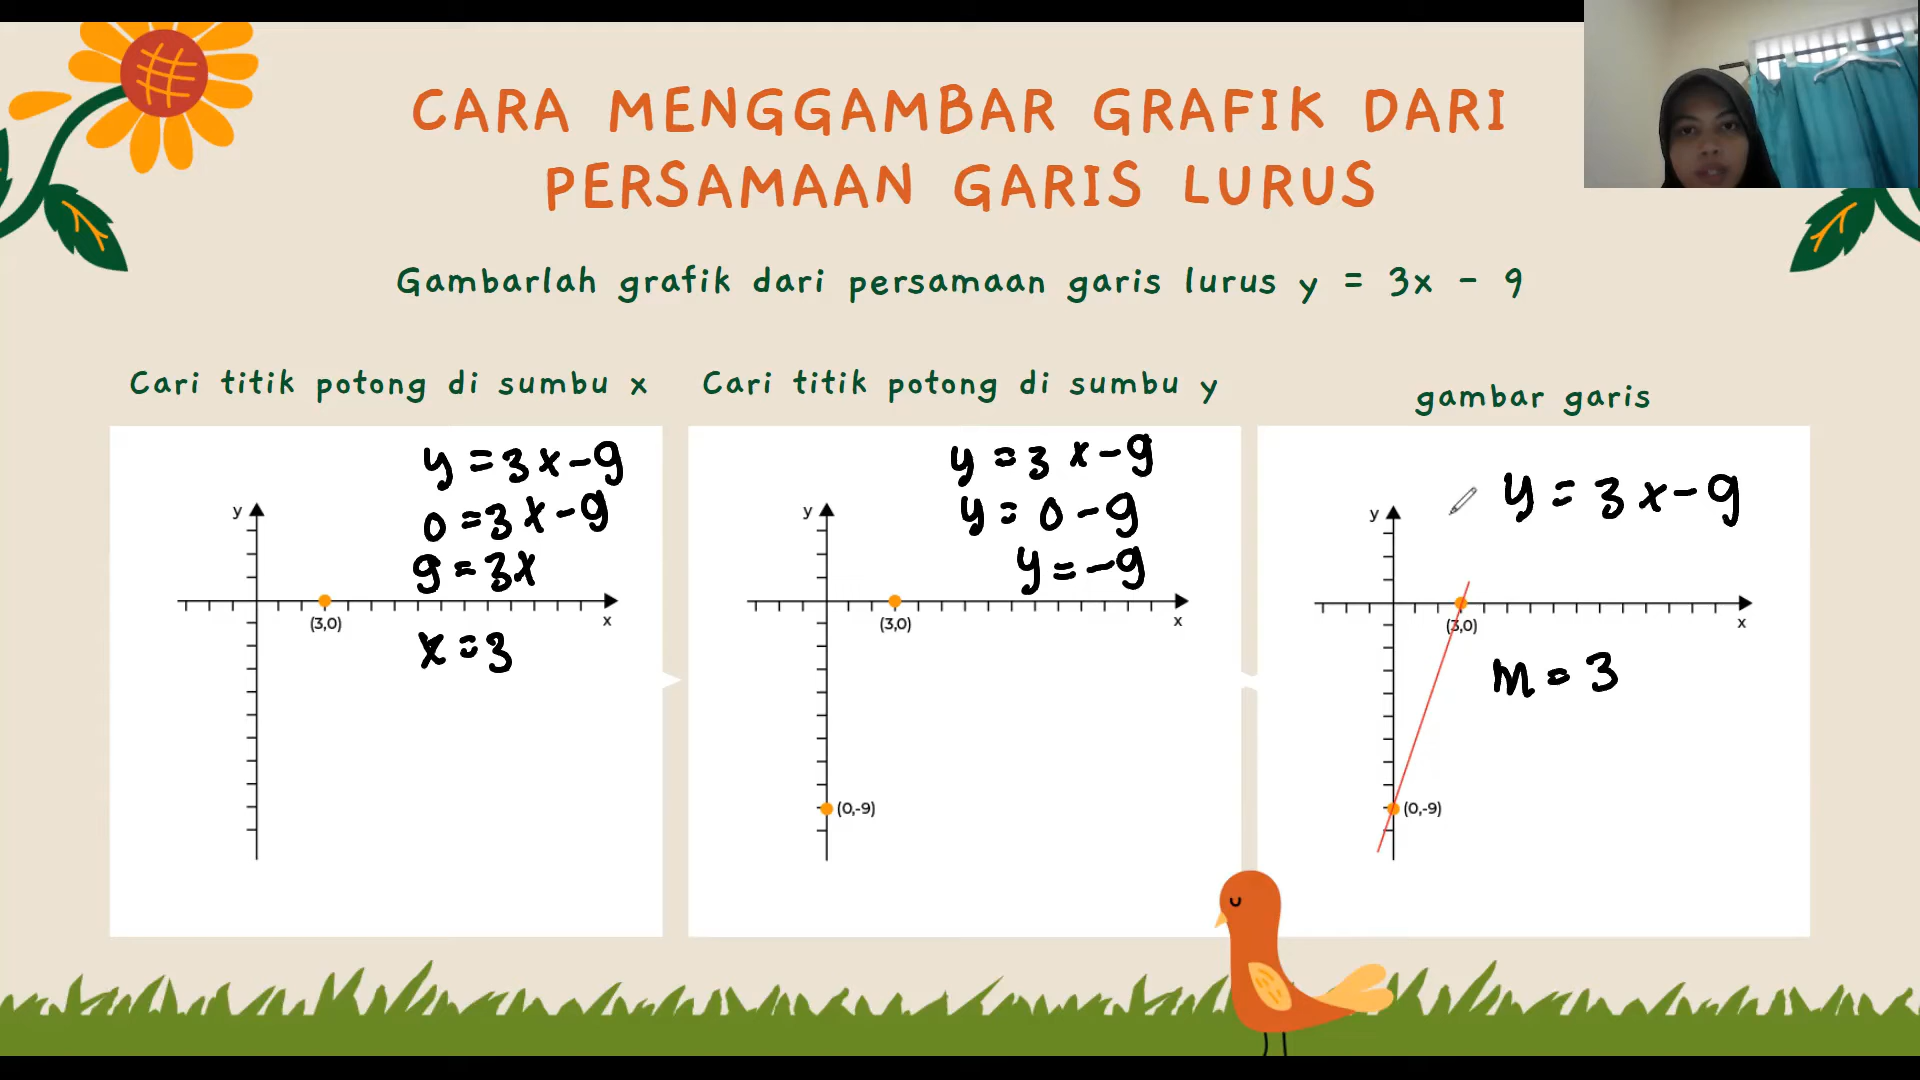 CARA MENGGAMBAR GRAFIK DARI
PERSAMAAN GARIS LURUS
Gambarlah grafik dari persamaan garis lurus y = 3x - 9
Cari titik potong di sumbu x
y = 3x - 9
0 = 3x - 9
9 = 3x
x = 3
y
x
(3,0)
Cari titik potong di sumbu y
y = 3x - 9
y = 0 - 9
y = -9
y
x
(3,0)
(0,-9)
gambar garis
y = 3x - 9
m = 3
y
x
(3,0)
(0,-9)